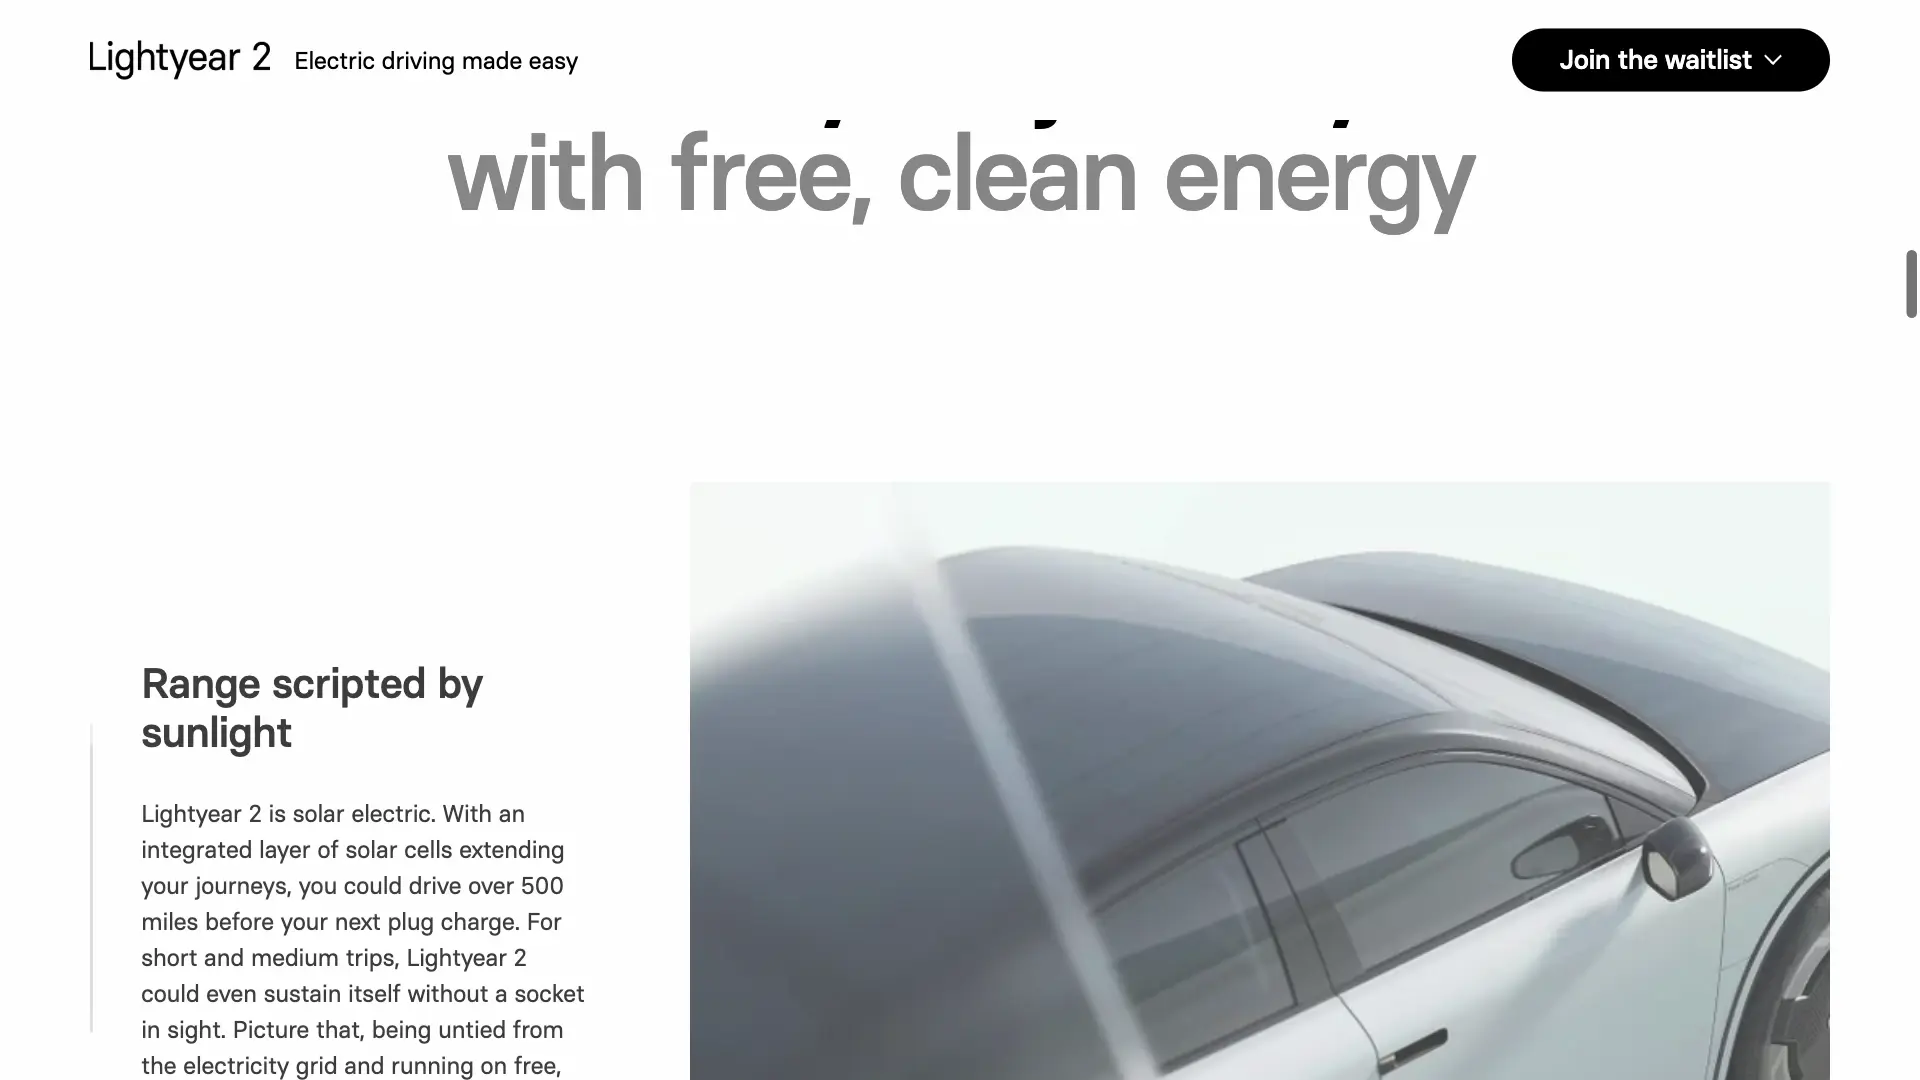 Lightyear 2 Electric driving made easy
Join the waitlist
with free, clean energy
Range scripted by
sunlight
Lightyear 2 is solar electric. With an
integrated layer of solar cells extending
your journeys, you could drive over 500
miles before your next plug charge. For
short and medium trips, Lightyear 2
could even sustain itself without a socket
in sight. Picture that, being untied from
the electricity grid and running on free,